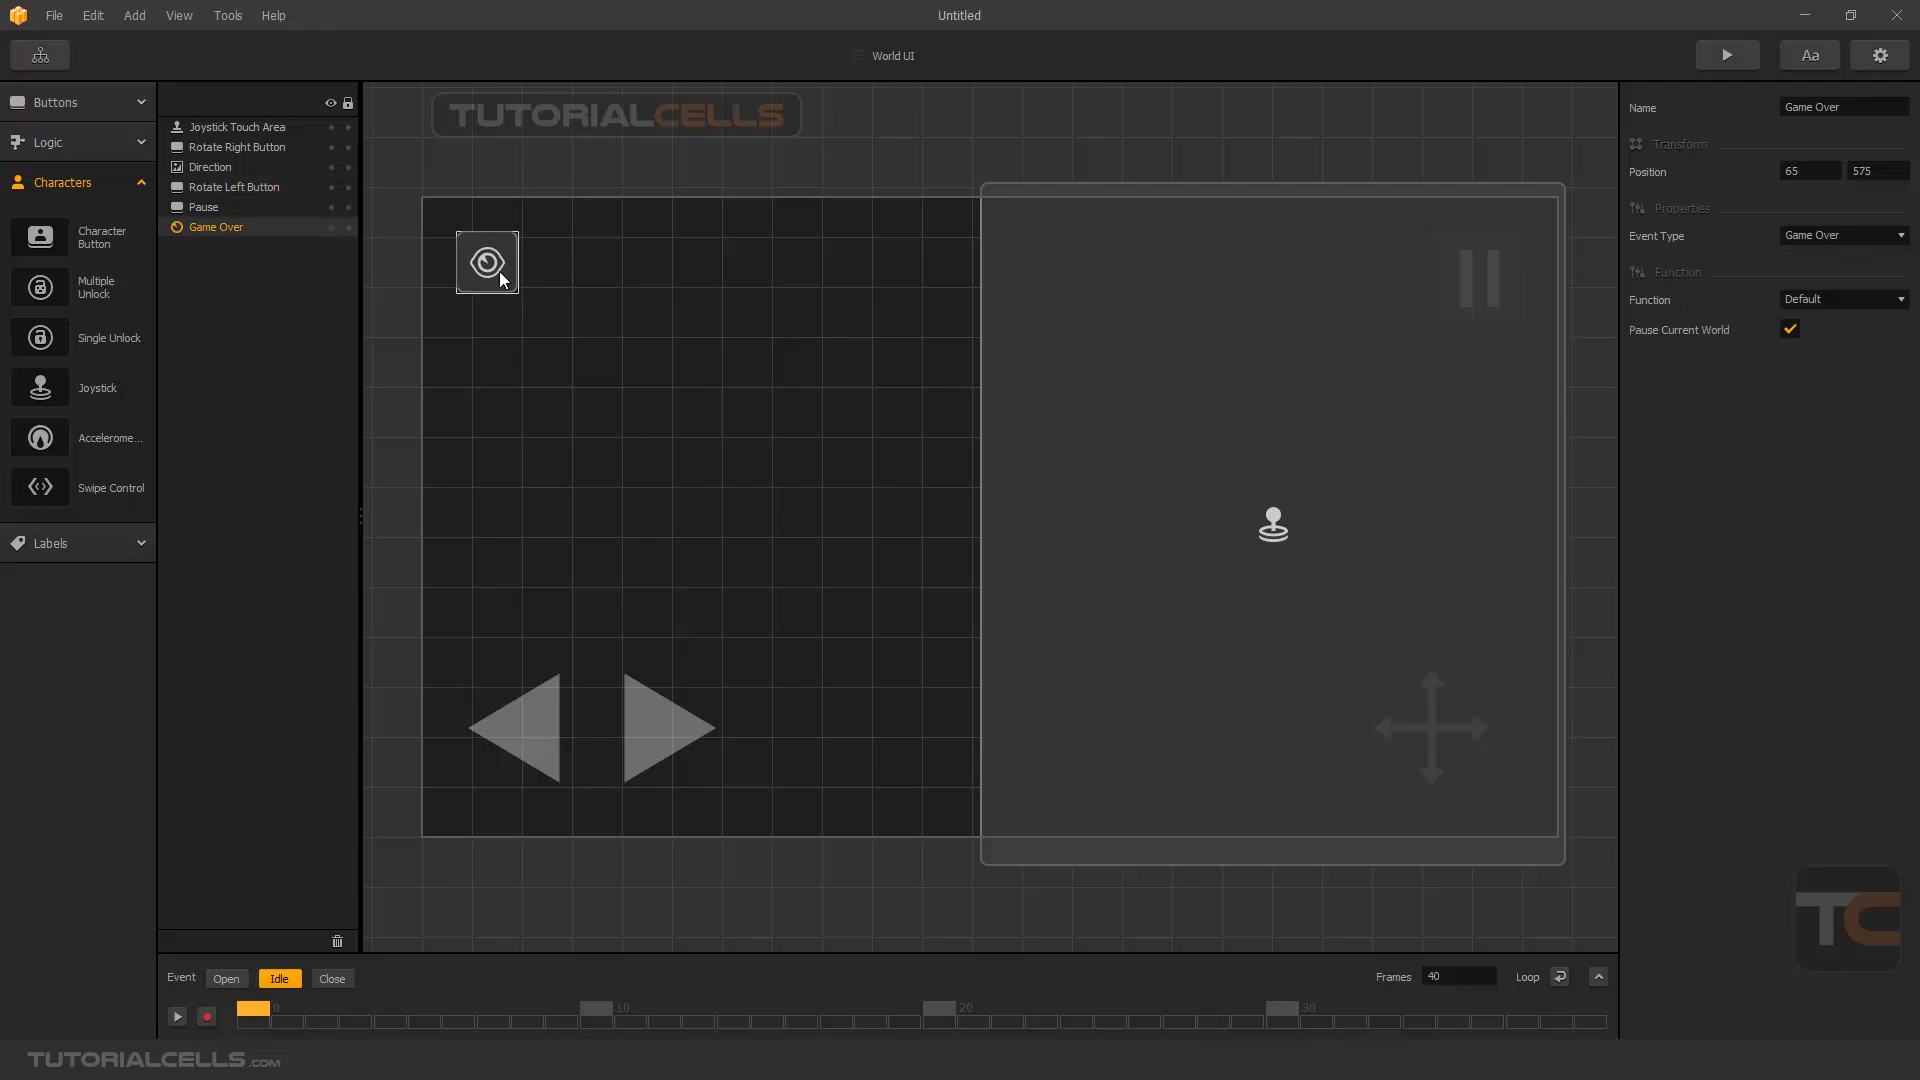 File Edit View Add Tools Help
Untitled
World UI
Aa
Buttons
Logic
Characters
Character Button
Multiple Unlock
Single Unlock
Joystick
Accelerome...
Swipe Control
Labels
Joystick Touch Area
Rotate Right Button
Direction
Rotate Left Button
Pause
Game Over
TUTORIALCELLS
Name Game Over
Transform
Position 65 575
Properties
Event Type Game Over
Function
Function Default
Pause Current World
TC
Event Open Idle Close
Frames 40 Loop
0 10 20 30
TUTORIALCELLS.COM